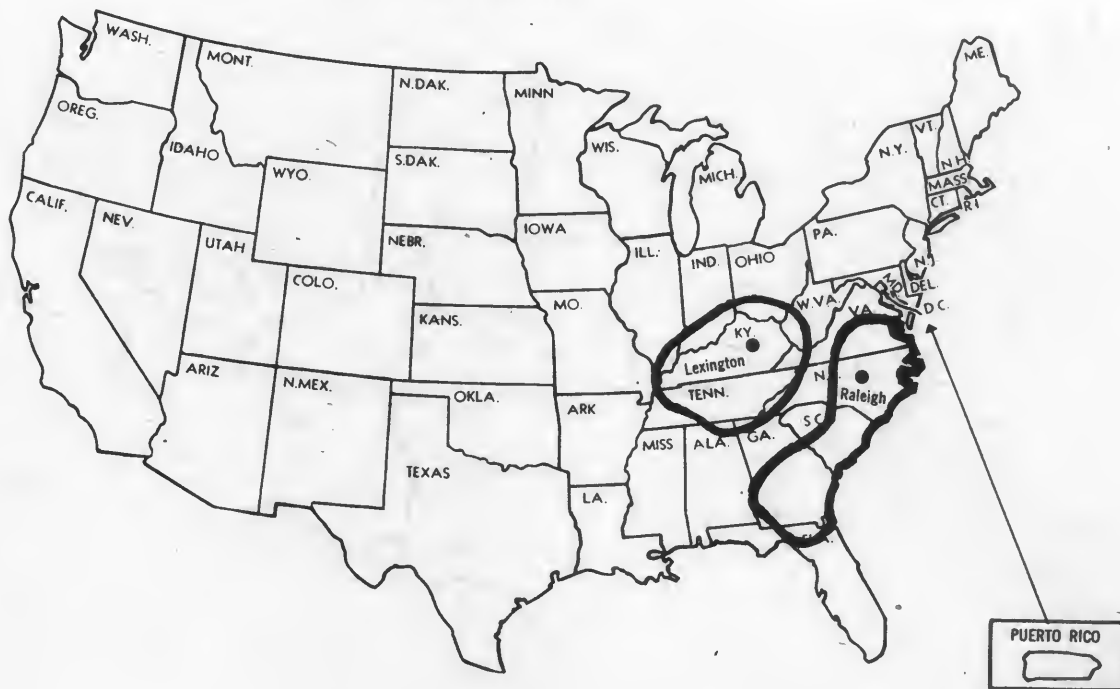 WASH.
MONT.
N.DAK.
MINN
ME.
OREG.
IDAHO
S.DAK.
WIS.
MICH.
N.Y.
VT.
N.H
MASS
CT.
R.I
WYO.
CALIF.
NEV.
UTAH
NEBR.
IOWA
ILL.
IND.
OHIO
PA.
N.J.
MD.
DEL.
D.C.
COLO.
KANS.
MO.
W.VA.
VA.
KY.
Lexington
ARIZ
N.MEX.
OKLA.
ARK
TENN.
N.
Raleigh
S.C
TEXAS
LA.
MISS
ALA.
GA.
PUERTO RICO